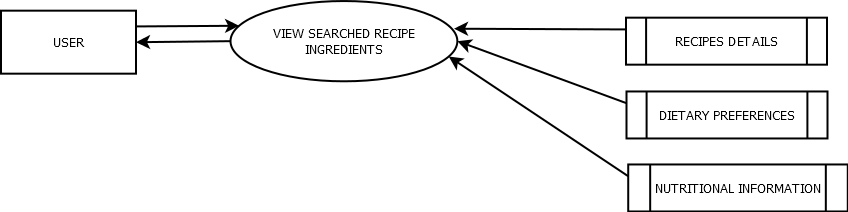 USER
VIEW SEARCHED RECIPE
INGREDIENTS
RECIPES DETAILS
DIETARY PREFERENCES
NUTRITIONAL INFORMATION